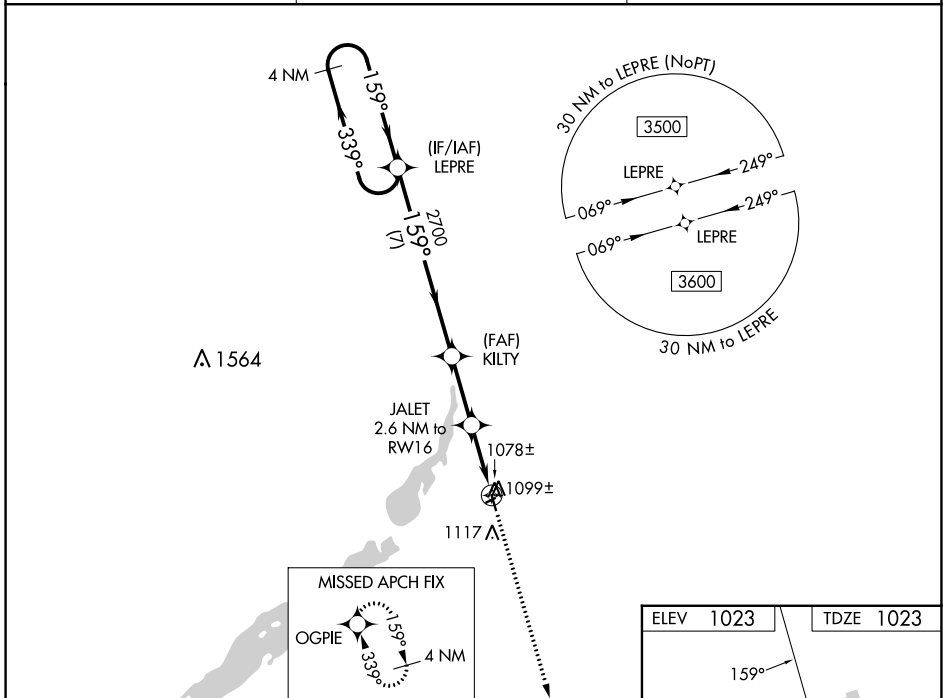 4 NM
159°
339°
(IF/IAF)
LEPRE
2700
159°
(7)
30 NM to LEPRE (NoPT)
3500
LEPRE
249°
069°
249°
069°
LEPRE
3600
30 NM to LEPRE
1564
(FAF)
KILTY
JALET
2.6 NM to
RW16
1078±
1099±
1117
MISSED APCH FIX
OGPIE
159°
339°
4 NM
ELEV 1023
TDZE 1023
159°